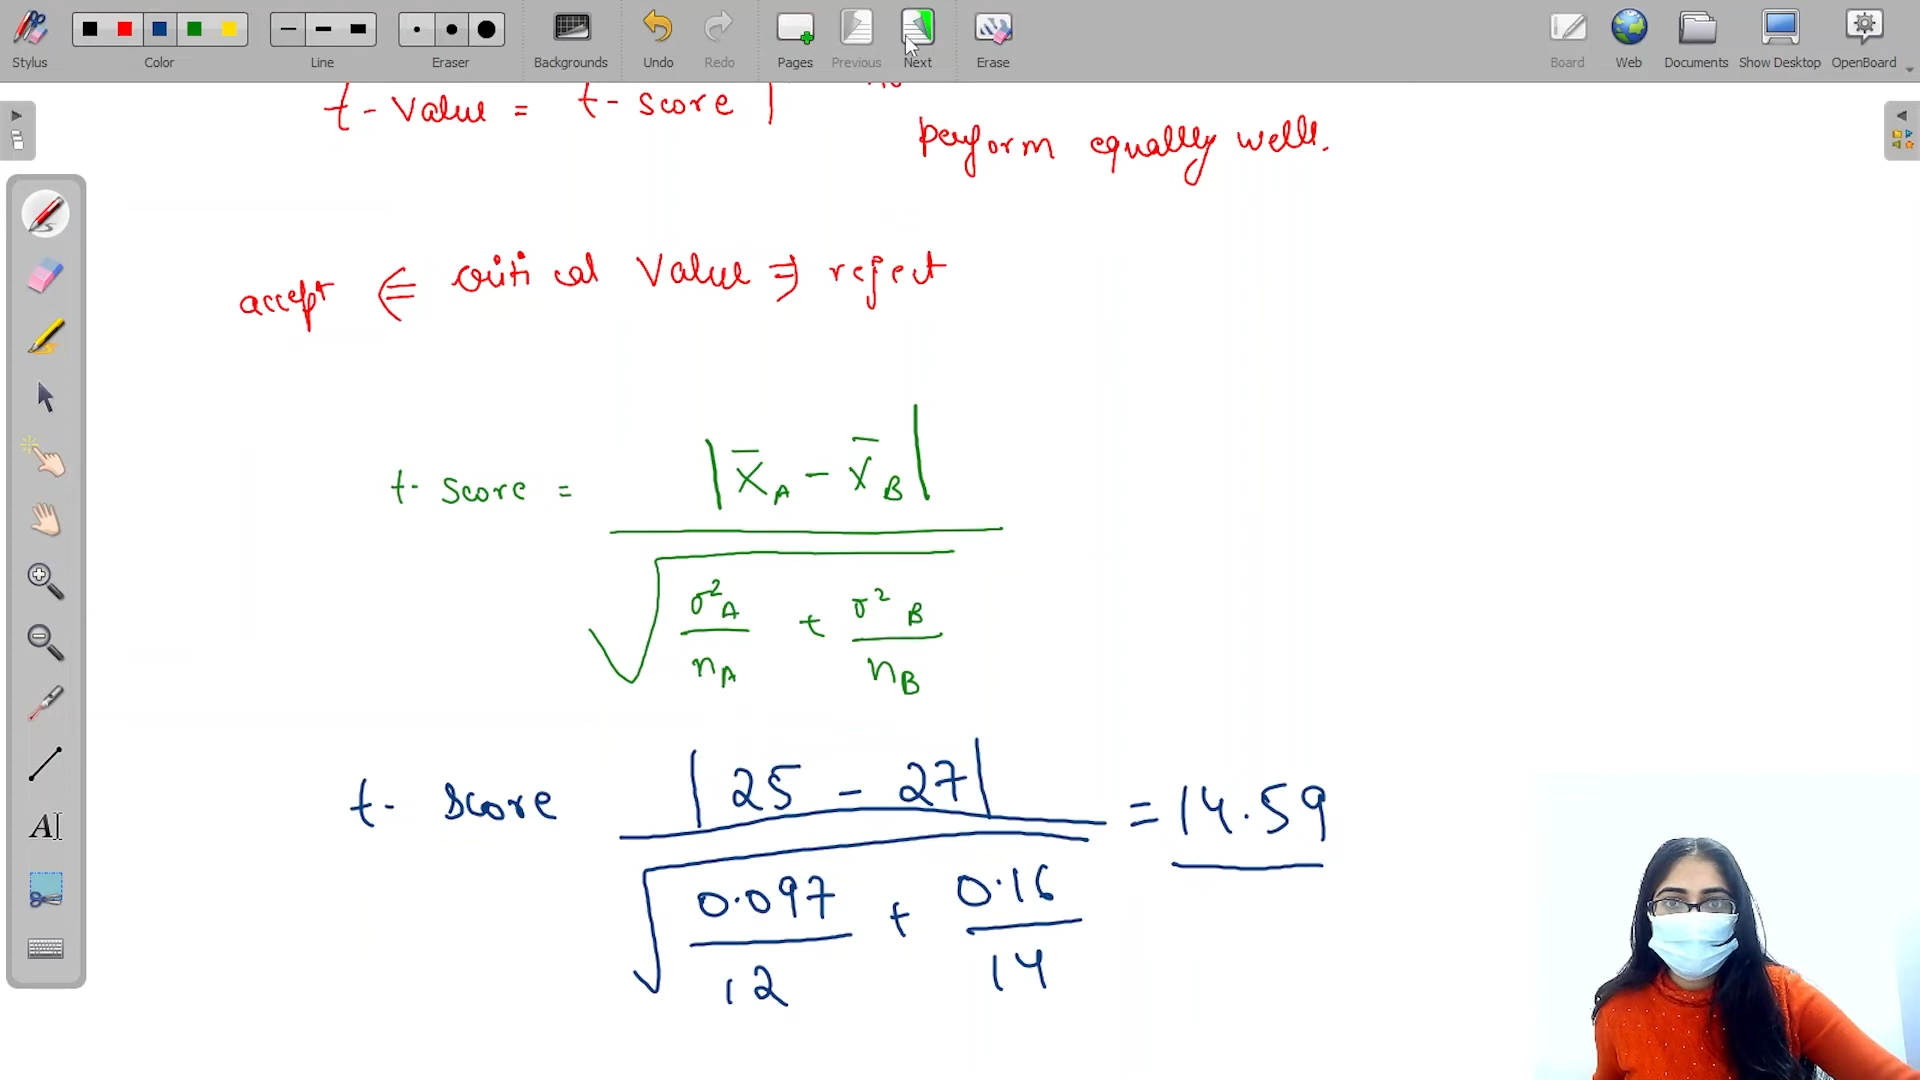 Stylus Color Line Eraser Backgrounds Undo Redo Pages Previous Next Erase Board Web Documents Show Desktop OpenBoard
t - Value = t - score
perform equally well.
accept ⇐ critical Value ⇒ reject
t - score = | X̄A - X̄B |
√ σ²A / nA + σ²B / nB
t - score | 25 - 27 | = 14.59
√ 0.097 / 12 + 0.16 / 14